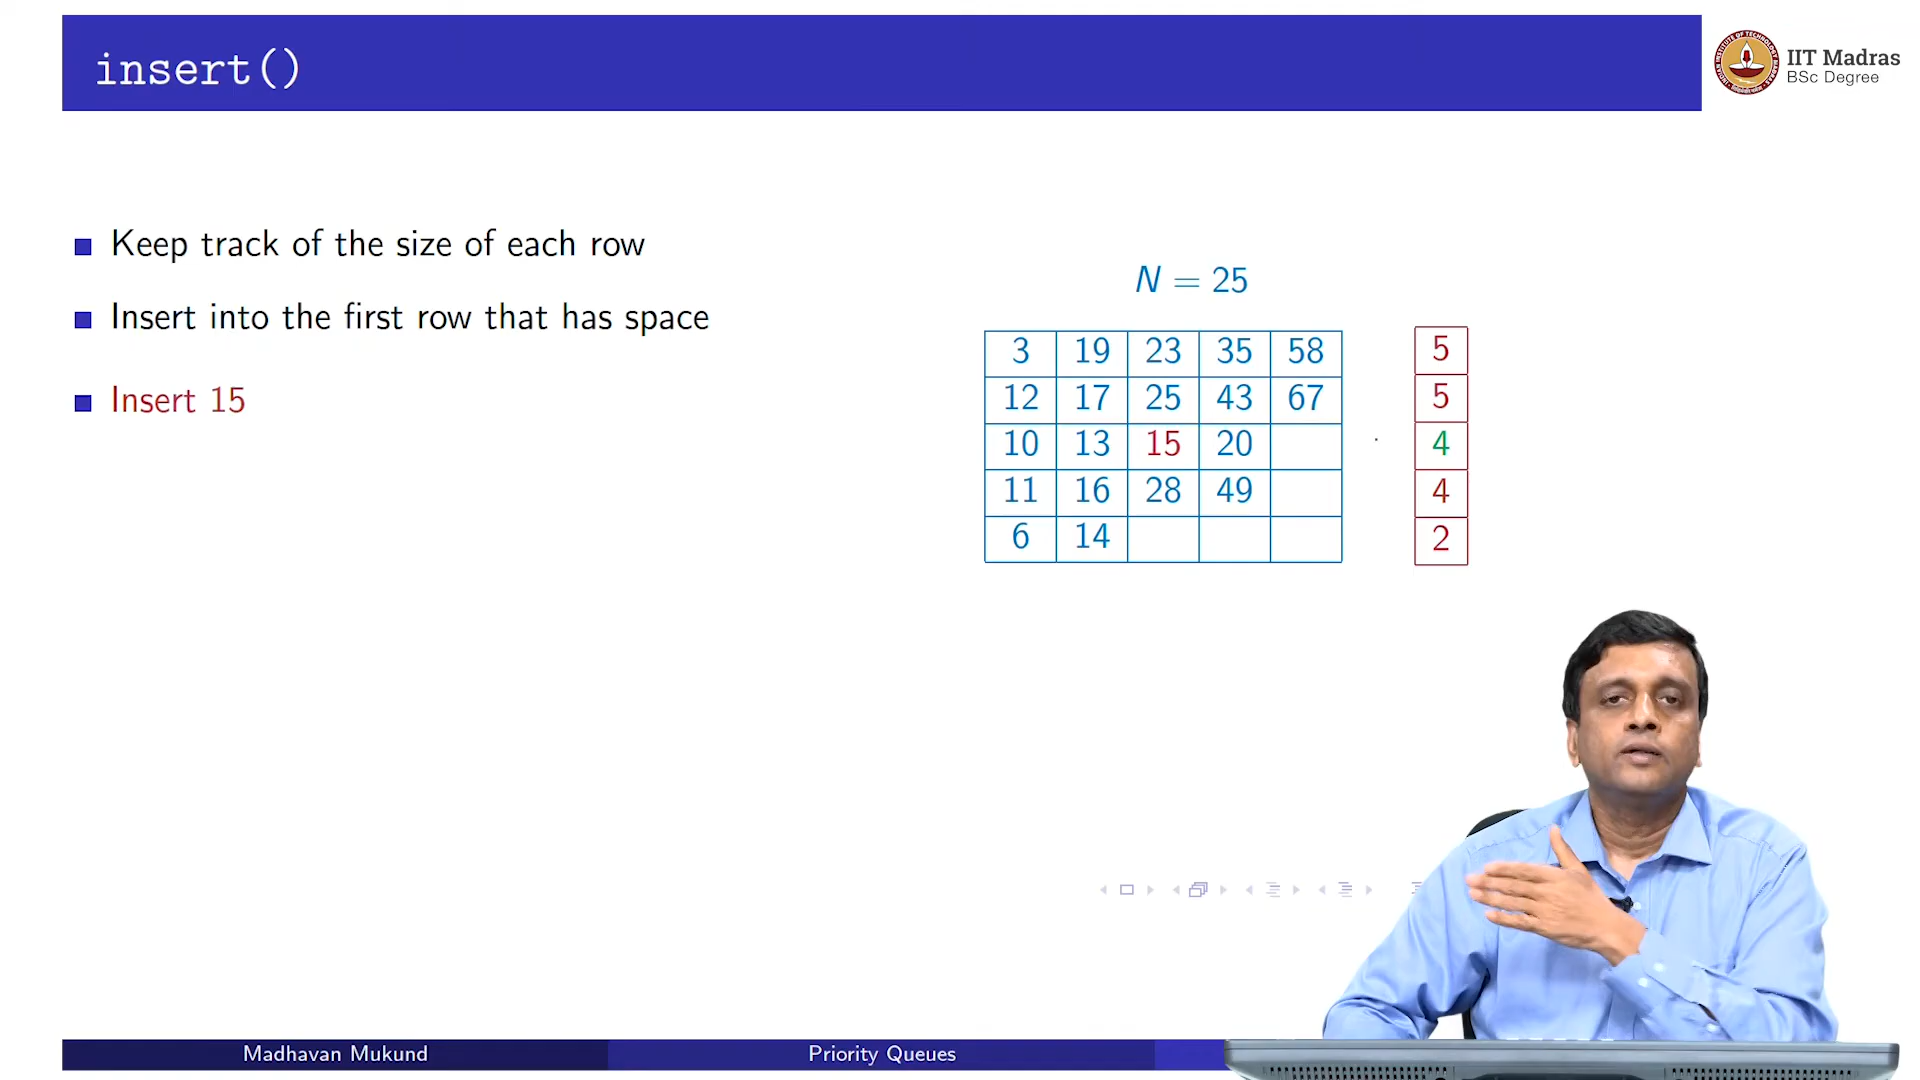 insert()
IIT Madras
BSc Degree
Keep track of the size of each row
Insert into the first row that has space
Insert 15
N = 25
3 19 23 35 58
12 17 25 43 67
10 13 15 20
11 16 28 49
6 14
5
5
4
4
2
Madhavan Mukund
Priority Queues